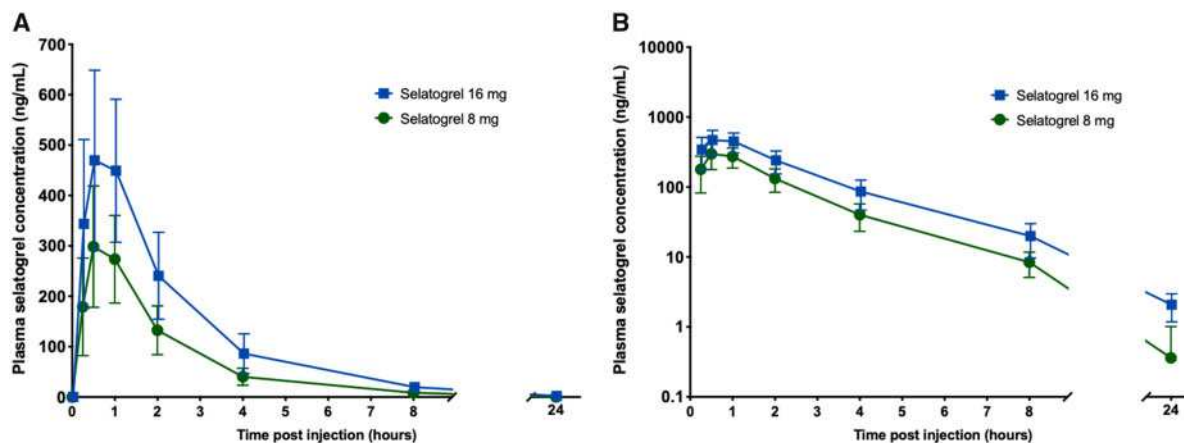 A
700
600
500
400
300
200
100
0
Plasma selatogrel concentration (ng/mL)
Selatogrel 16 mg
Selatogrel 8 mg
0 1 2 3 4 5 6 7 8 24
Time post injection (hours)
B
10000
1000
100
10
1
0.1
Plasma selatogrel concentration (ng/mL)
Selatogrel 16 mg
Selatogrel 8 mg
0 1 2 3 4 5 6 7 8 24
Time post injection (hours)